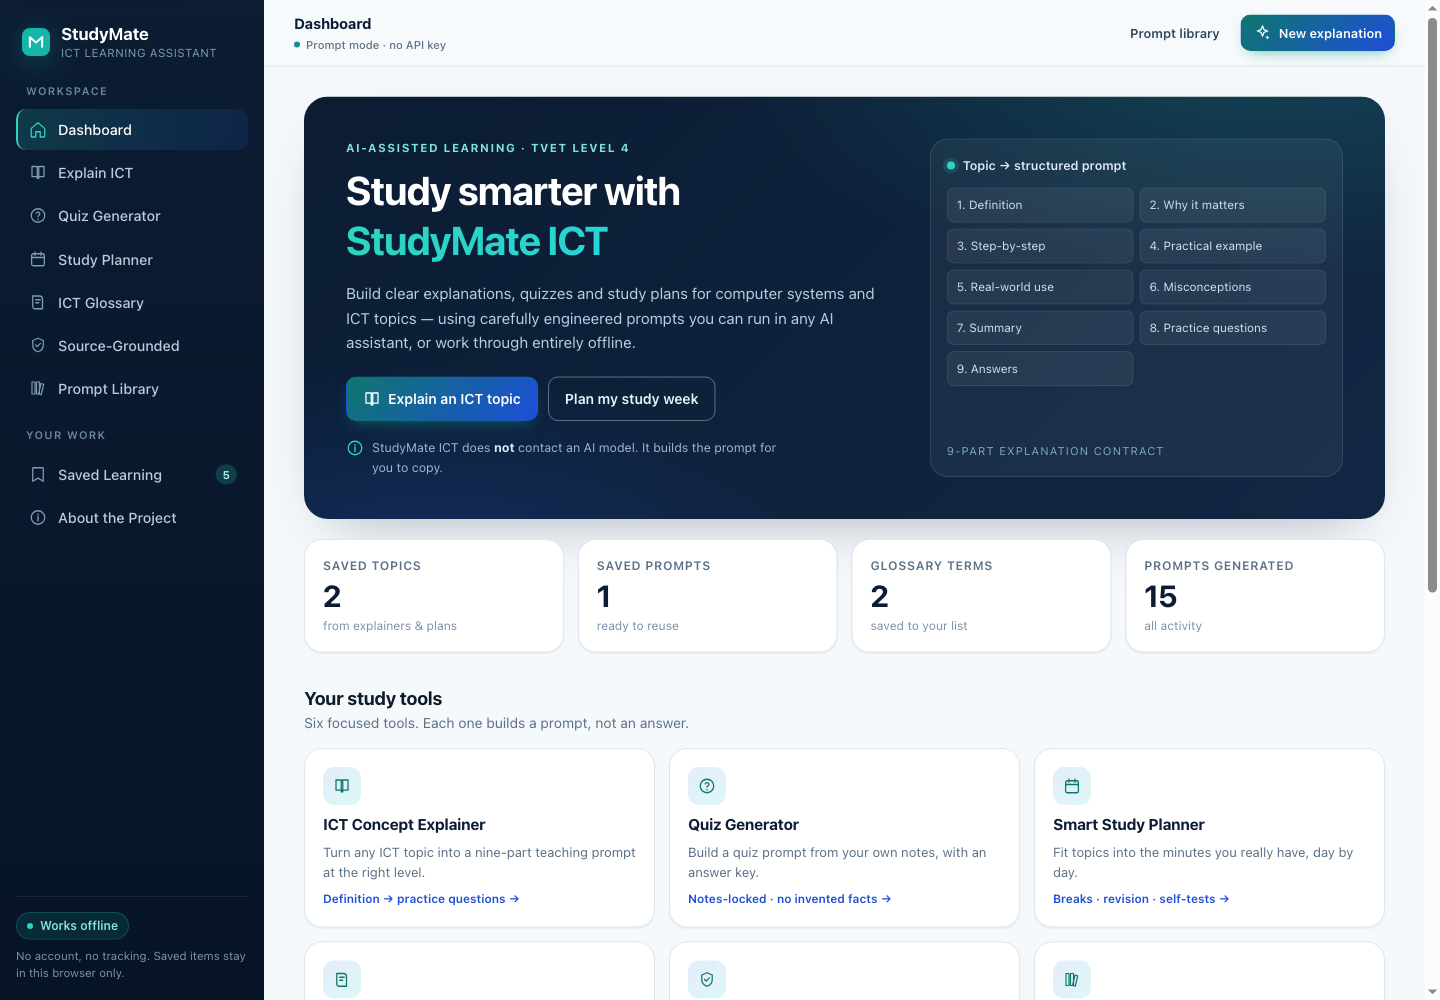 StudyMate
ICT LEARNING ASSISTANT
WORKSPACE
Dashboard
Explain ICT
Quiz Generator
Study Planner
ICT Glossary
Source-Grounded
Prompt Library
YOUR WORK
Saved Learning
5
About the Project
Works offline
No account, no tracking. Saved items stay
in this browser only.
Dashboard
Prompt mode · no API key
Prompt library
New explanation
AI-ASSISTED LEARNING · TVET LEVEL 4
Study smarter with
StudyMate ICT
Build clear explanations, quizzes and study plans for computer systems and
ICT topics — using carefully engineered prompts you can run in any AI
assistant, or work through entirely offline.
Explain an ICT topic
Plan my study week
StudyMate ICT does not contact an AI model. It builds the prompt for
you to copy.
Topic → structured prompt
1. Definition
2. Why it matters
3. Step-by-step
4. Practical example
5. Real-world use
6. Misconceptions
7. Summary
8. Practice questions
9. Answers
9-PART EXPLANATION CONTRACT
SAVED TOPICS
2
from explainers & plans
SAVED PROMPTS
1
ready to reuse
GLOSSARY TERMS
2
saved to your list
PROMPTS GENERATED
15
all activity
Your study tools
Six focused tools. Each one builds a prompt, not an answer.
ICT Concept Explainer
Turn any ICT topic into a nine-part teaching prompt
at the right level.
Definition → practice questions →
Quiz Generator
Build a quiz prompt from your own notes, with an
answer key.
Notes-locked · no invented facts →
Smart Study Planner
Fit topics into the minutes you really have, day by
day.
Breaks · revision · self-tests →